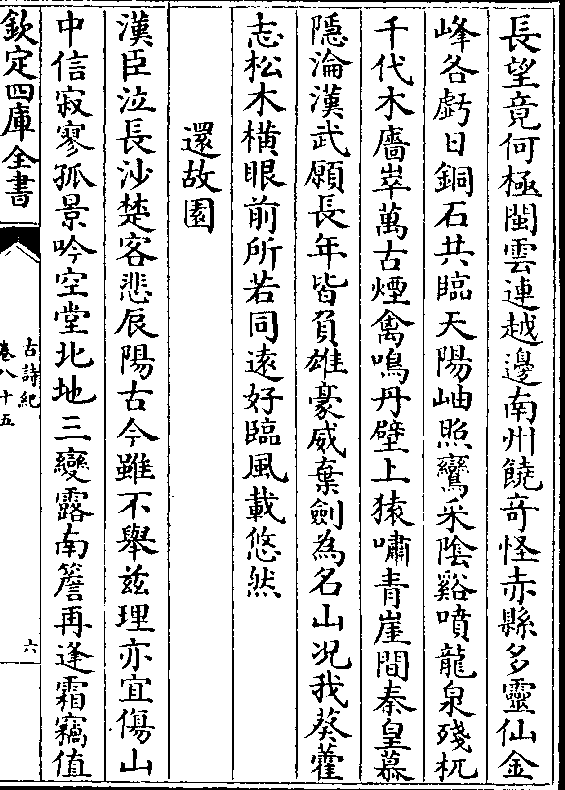 長望竟何極閩雲連越邊南州饒竒怪赤縣多靈仙金
峰各虧日銅石共臨天陽岫照鸞采隂谿噴龍泉殘杌
千代木廧崒萬古煙禽鳴丹壁上猿嘯青崖間秦皇慕
隠淪漢武願長年皆負雄豪威棄劍為名山况我葵藿
志松木横眼前所若同逺好臨風載悠然
還故園
漢臣泣長沙楚客悲辰陽古今雖不舉兹理亦宜傷山
中信寂寥孤景吟空堂北地三變露南簷再逢霜竊值
欽定四庫全書
古詩紀
卷八十五
六